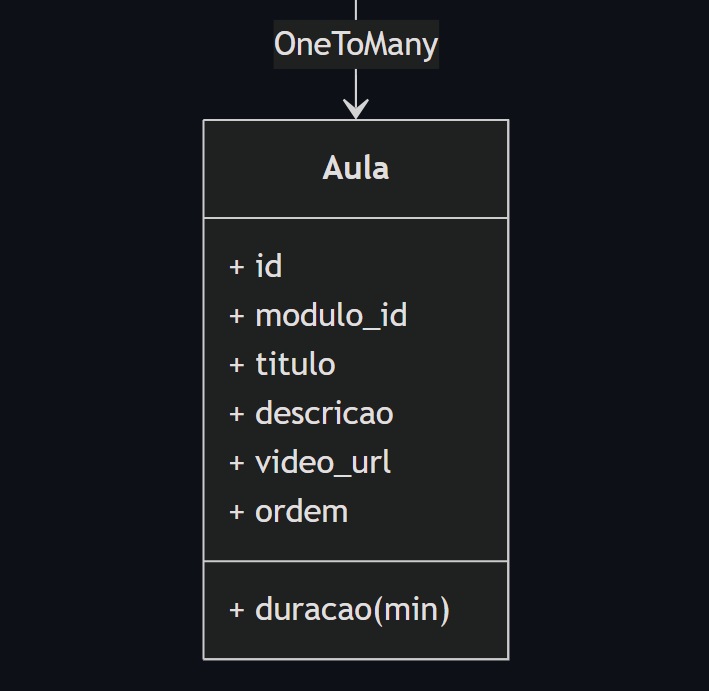 OneToMany
Aula
+ id
+ modulo_id
+ titulo
+ descricao
+ video_url
+ ordem
+ duracao(min)